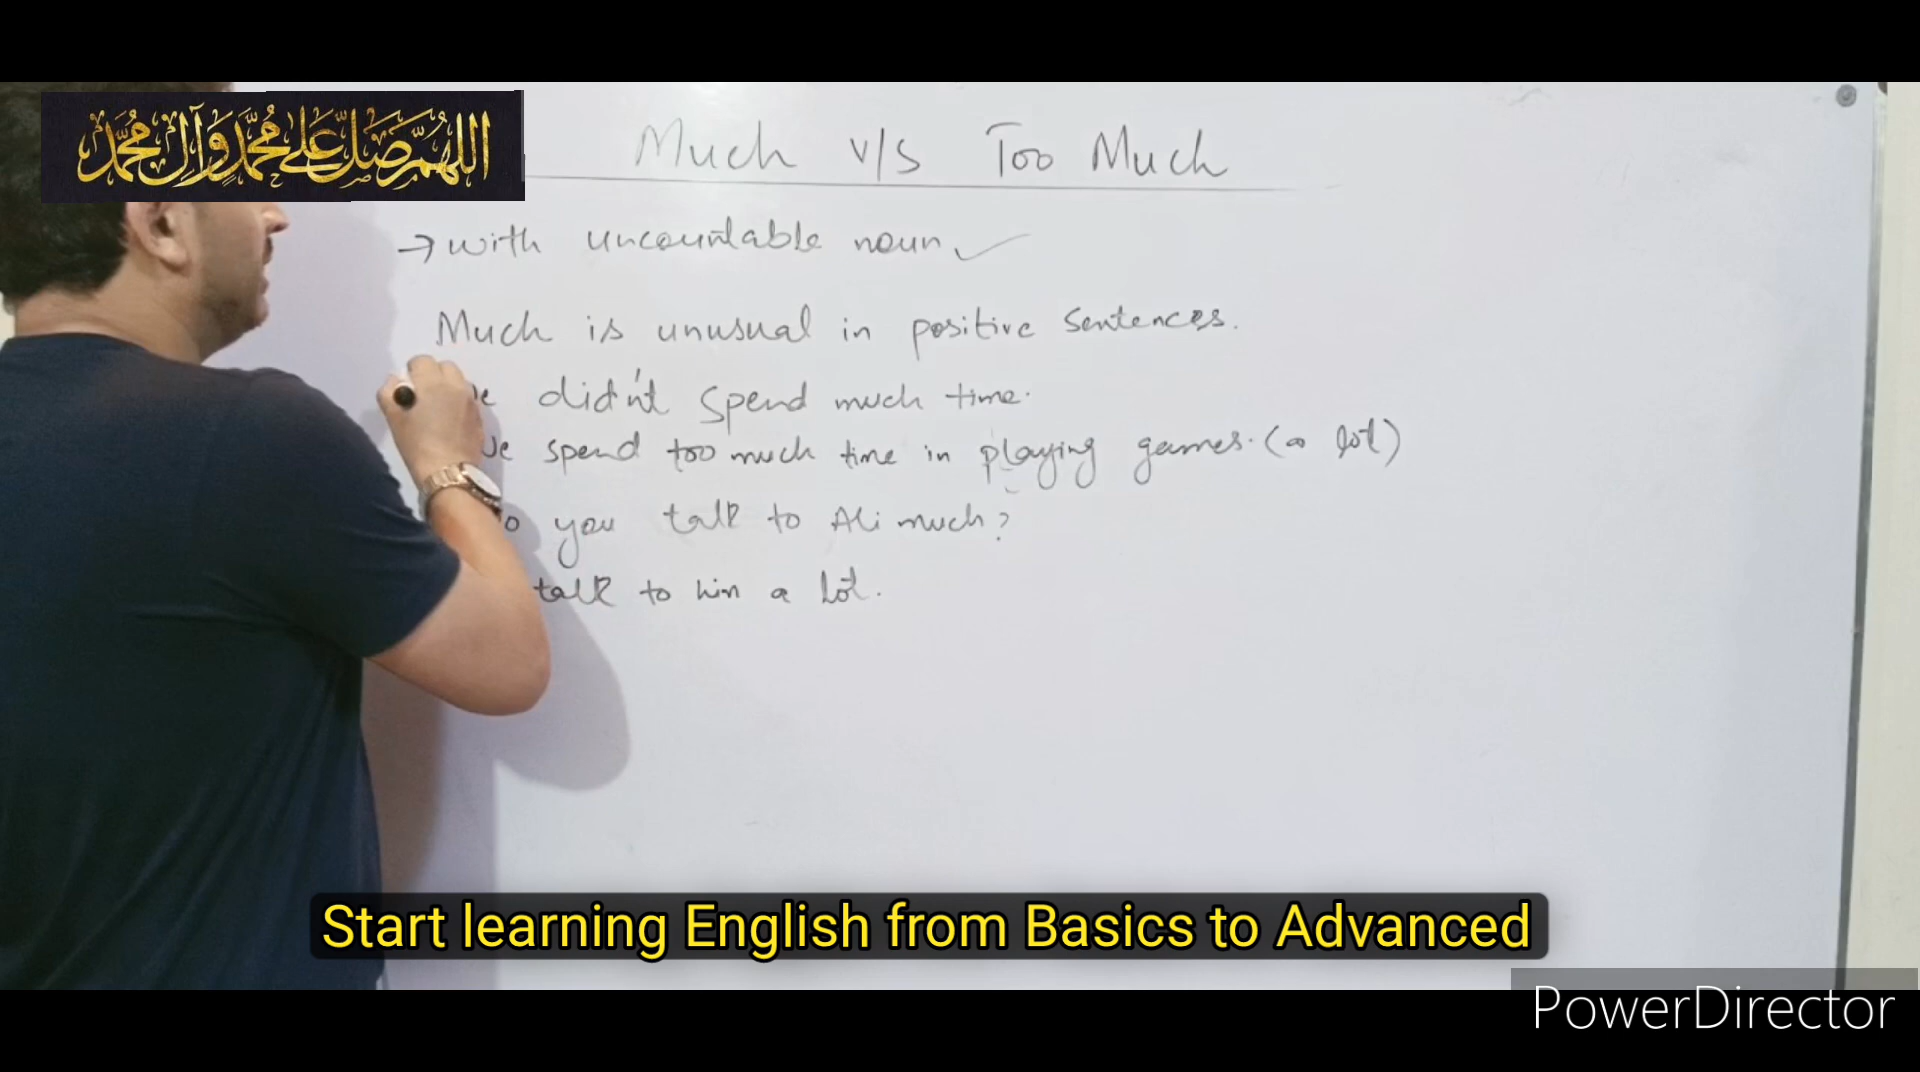 اللهم صل على محمد وآل محمد
Much v/s Too Much
→ with uncountable noun ✓
Much is unusual in positive sentences.
didn't spend much time.
spend too much time in playing games. (a lot)
you talk to Ali much?
talk to him a lot.
Start learning English from Basics to Advanced
PowerDirector